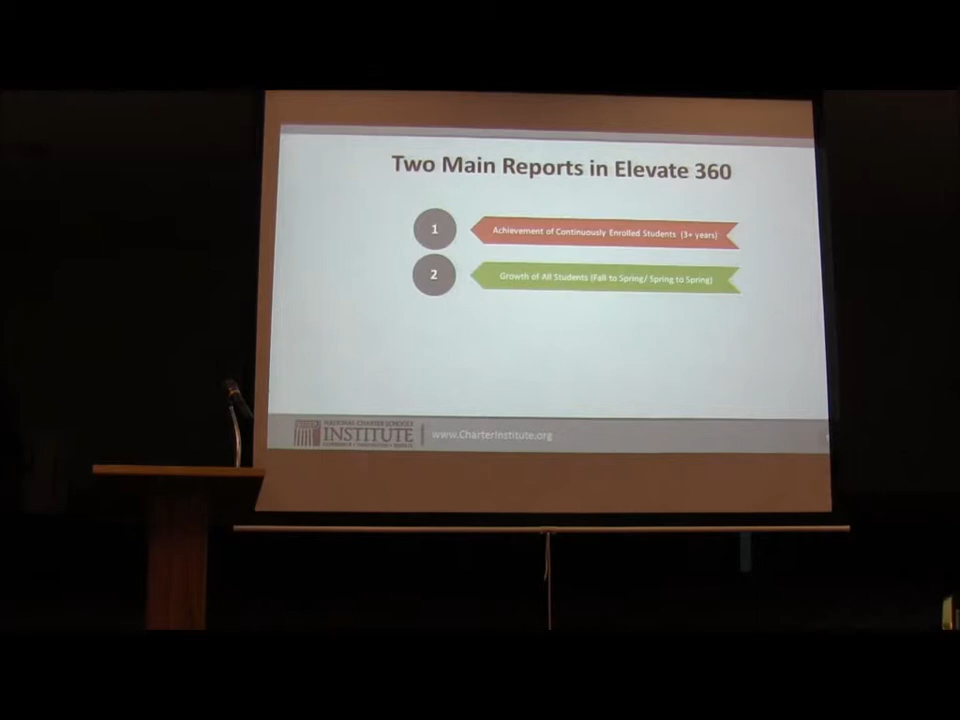 Two Main Reports in Elevate 360
1
Achievement of Continuously Enrolled Students (3+ years)
2
Growth of All Students (Fall to Spring/ Spring to Spring)
NATIONAL CHARTER SCHOOLS
INSTITUTE
www.CharterInstitute.org